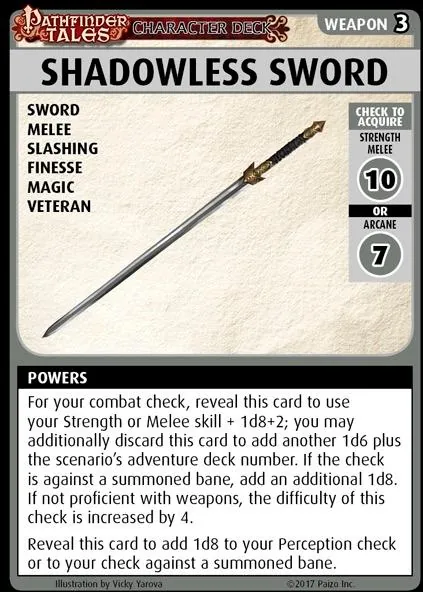 PATHFINDER
TALES
CHARACTER DECK
WEAPON 3
SHADOWLESS SWORD
SWORD
MELEE
SLASHING
FINESSE
MAGIC
VETERAN
CHECK TO
ACQUIRE
STRENGTH
MELEE
10
OR
ARCANE
7
POWERS
For your combat check, reveal this card to use
your Strength or Melee skill + 1d8+2; you may
additionally discard this card to add another 1d6 plus
the scenario's adventure deck number. If the check
is against a summoned bane, add an additional 1d8.
If not proficient with weapons, the difficulty of this
check is increased by 4.
Reveal this card to add 1d8 to your Perception check
or to your check against a summoned bane.
Illustration by Vicky Yarova
©2017 Paizo Inc.